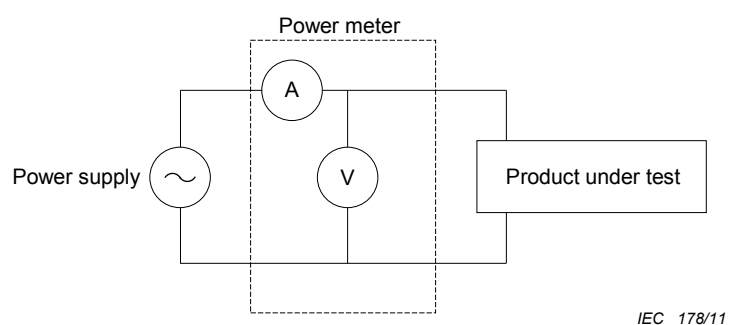 Power meter
A
Power supply
V
Product under test
IEC 178/11